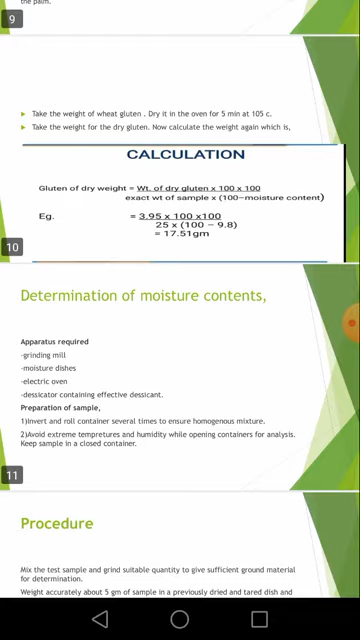 the palm.
9
Take the weight of wheat gluten . Dry it in the oven for 5 min at 105 c.
Take the weight for the dry gluten. Now calculate the weight again which is,
CALCULATION
Gluten of dry weight = Wt. of dry gluten x 100 x 100
exact wt of sample x (100-moisture content)
Eg. = 3.95 x 100 x100
25 x (100 - 9.8)
= 17.51gm
10
Determination of moisture contents,
Apparatus required
-grinding mill
-moisture dishes
-electric oven
-dessicator containing effective dessicant.
Preparation of sample,
1)Invert and roll container several times to ensure homogenous mixture.
2)Avoid extreme tempretures and humidity while opening containers for analysis.
Keep sample in a closed container.
11
Procedure
Mix the test sample and grind suitable quantity to give sufficient ground material
for determination.
Weight accurately about 5 gm of sample in a previously dried and tared dish and